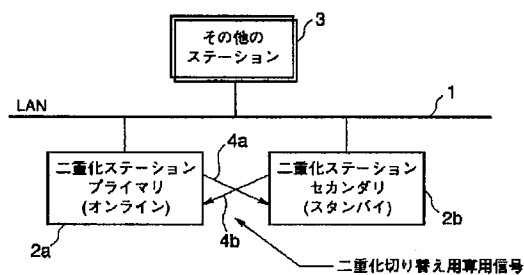 その他の
ステーション
3
LAN
1
4a
二重化ステーション
プライマリ
(オンライン)
二重化ステーション
セカンダリ
(スタンバイ)
2a
4b
2b
二重化切り替え用専用信号